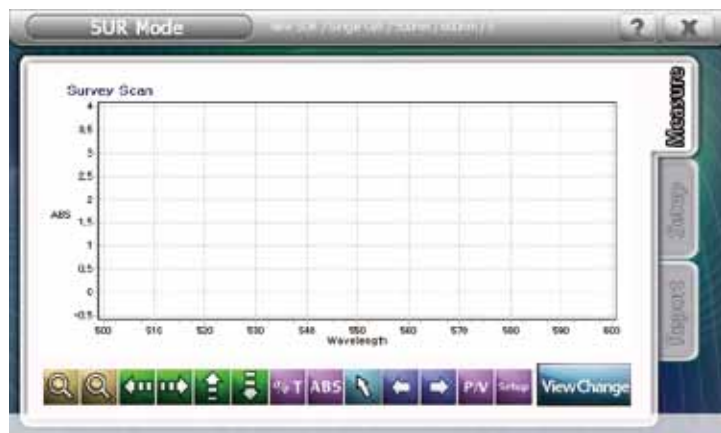 SUR Mode
? X
Measure
Setup
Report
Survey Scan
4
3.5
3
2.5
2
ABS 1.5
1
0.5
0
-0.5
500 510 520 530 548 550 560 570 580 590 600
Wavelength
%T ABS P/V Setup ViewChange